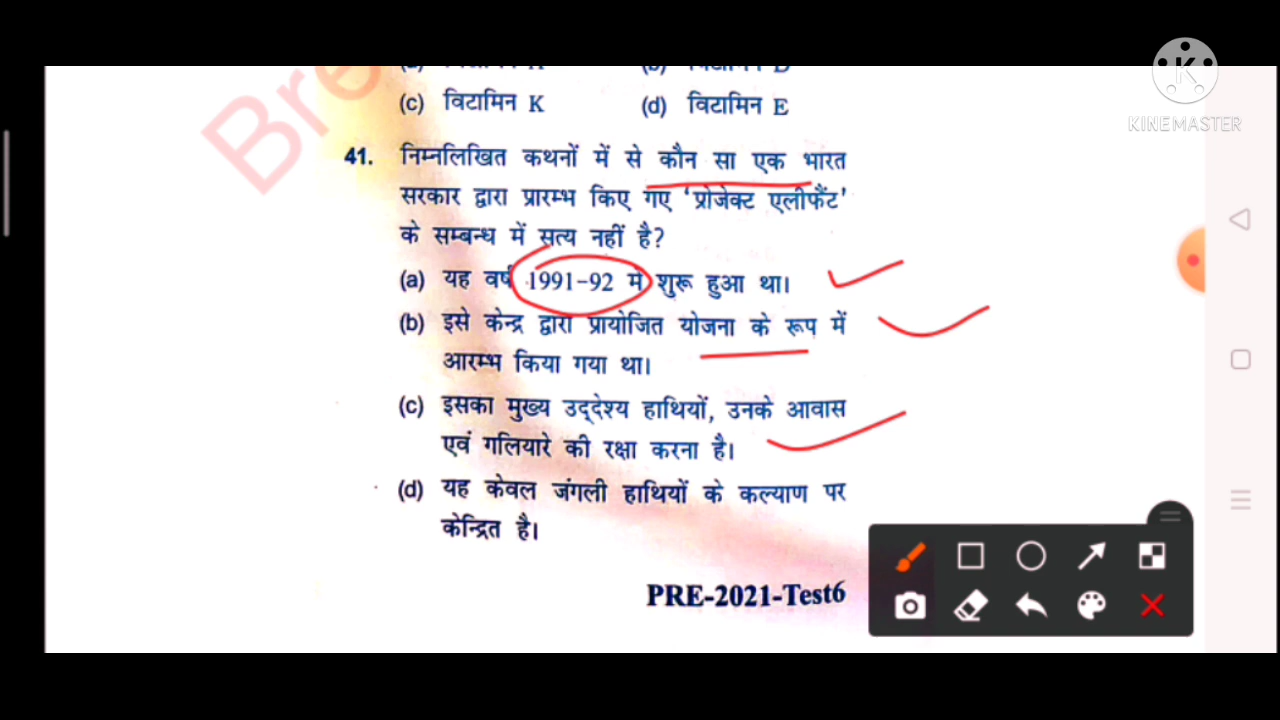 Bre
KINEMASTER
(c) विटामिन K (d) विटामिन E
41. निम्नलिखित कथनों में से कौन सा एक भारत
सरकार द्वारा प्रारम्भ किए गए ‘प्रोजेक्ट एलीफैंट’
के सम्बन्ध में सत्य नहीं है?
(a) यह वर्ष 1991-92 में शुरू हुआ था।
(b) इसे केन्द्र द्वारा प्रायोजित योजना के रूप में
आरम्भ किया गया था।
(c) इसका मुख्य उद्देश्य हाथियों, उनके आवास
एवं गलियारे की रक्षा करना है।
(d) यह केवल जंगली हाथियों के कल्याण पर
केन्द्रित है।
PRE-2021-Test6